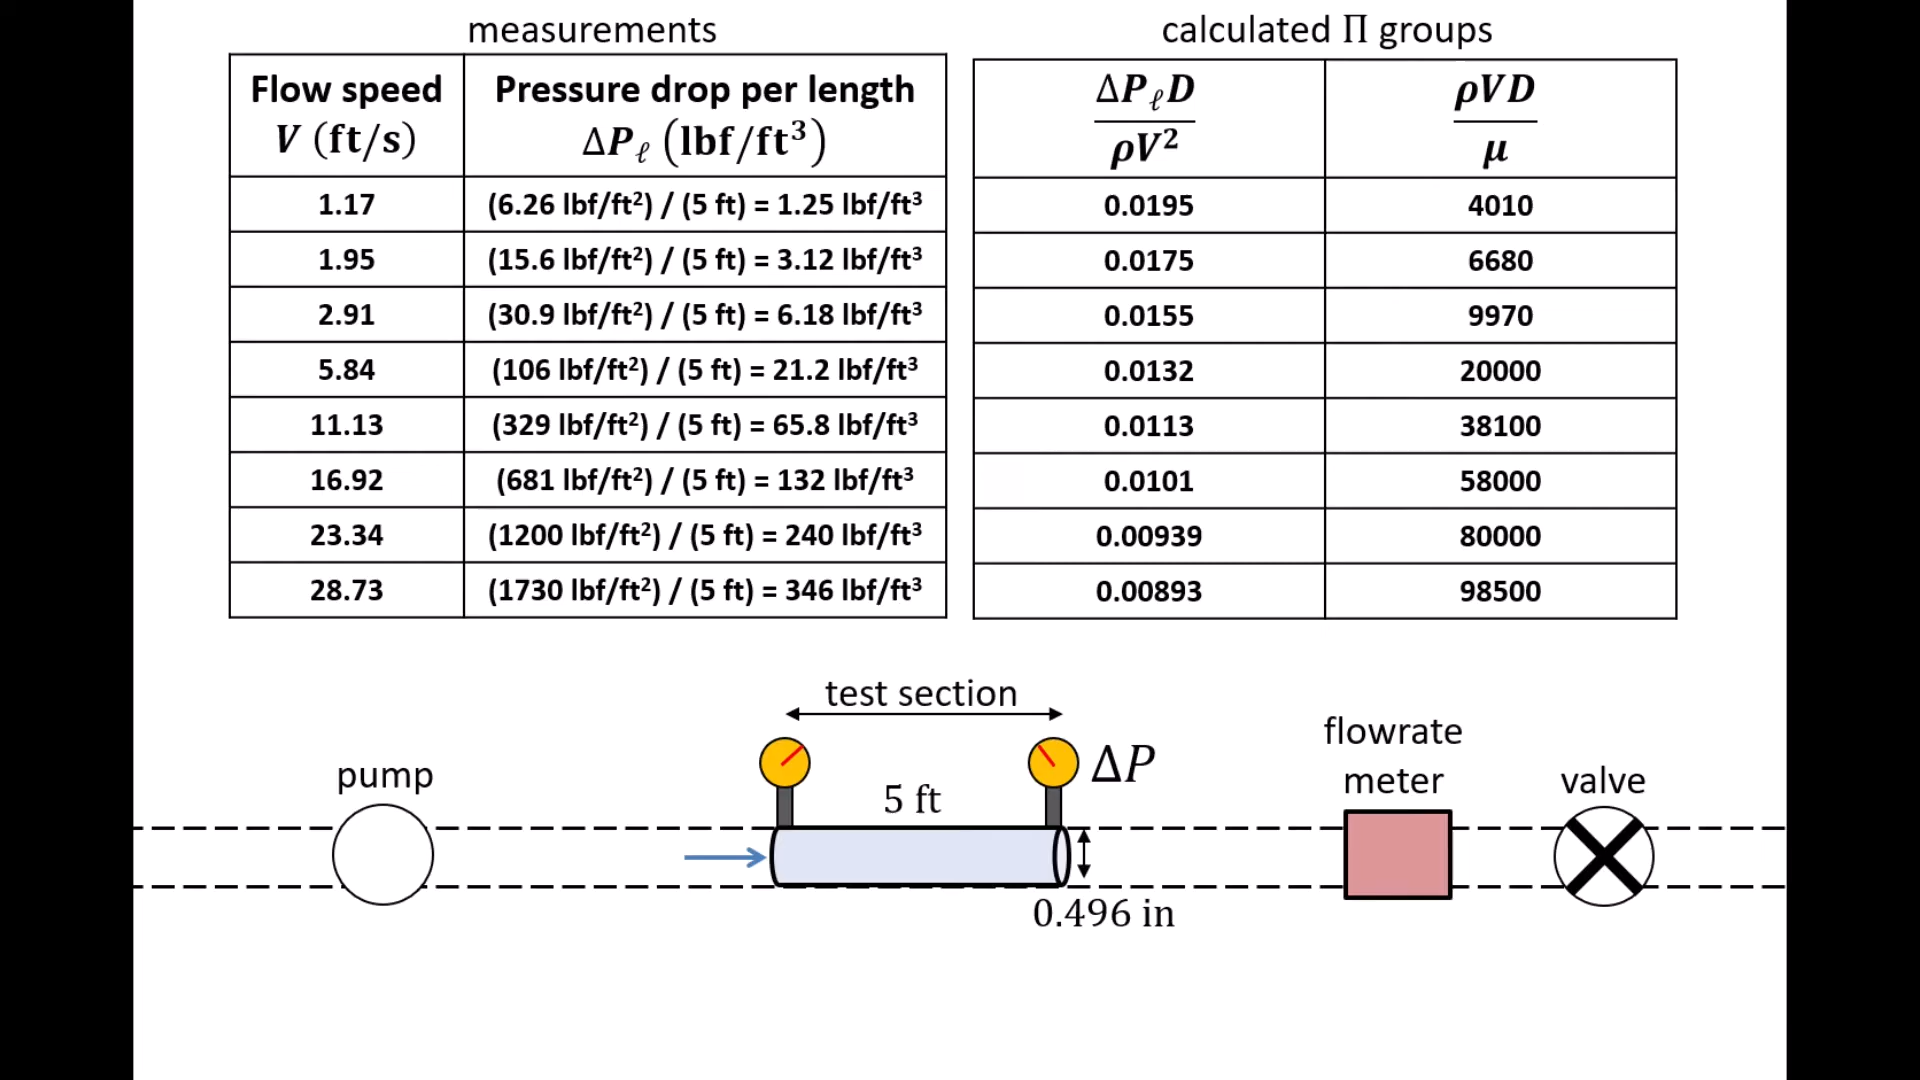 measurements
Flow speed
V (ft/s)
Pressure drop per length
ΔPℓ (lbf/ft³)
1.17
(6.26 lbf/ft²) / (5 ft) = 1.25 lbf/ft³
1.95
(15.6 lbf/ft²) / (5 ft) = 3.12 lbf/ft³
2.91
(30.9 lbf/ft²) / (5 ft) = 6.18 lbf/ft³
5.84
(106 lbf/ft²) / (5 ft) = 21.2 lbf/ft³
11.13
(329 lbf/ft²) / (5 ft) = 65.8 lbf/ft³
16.92
(681 lbf/ft²) / (5 ft) = 132 lbf/ft³
23.34
(1200 lbf/ft²) / (5 ft) = 240 lbf/ft³
28.73
(1730 lbf/ft²) / (5 ft) = 346 lbf/ft³
calculated Π groups
ΔPℓD
ρV²
ρVD
μ
0.0195
4010
0.0175
6680
0.0155
9970
0.0132
20000
0.0113
38100
0.0101
58000
0.00939
80000
0.00893
98500
test section
pump
5 ft
ΔP
flowrate
meter
valve
0.496 in